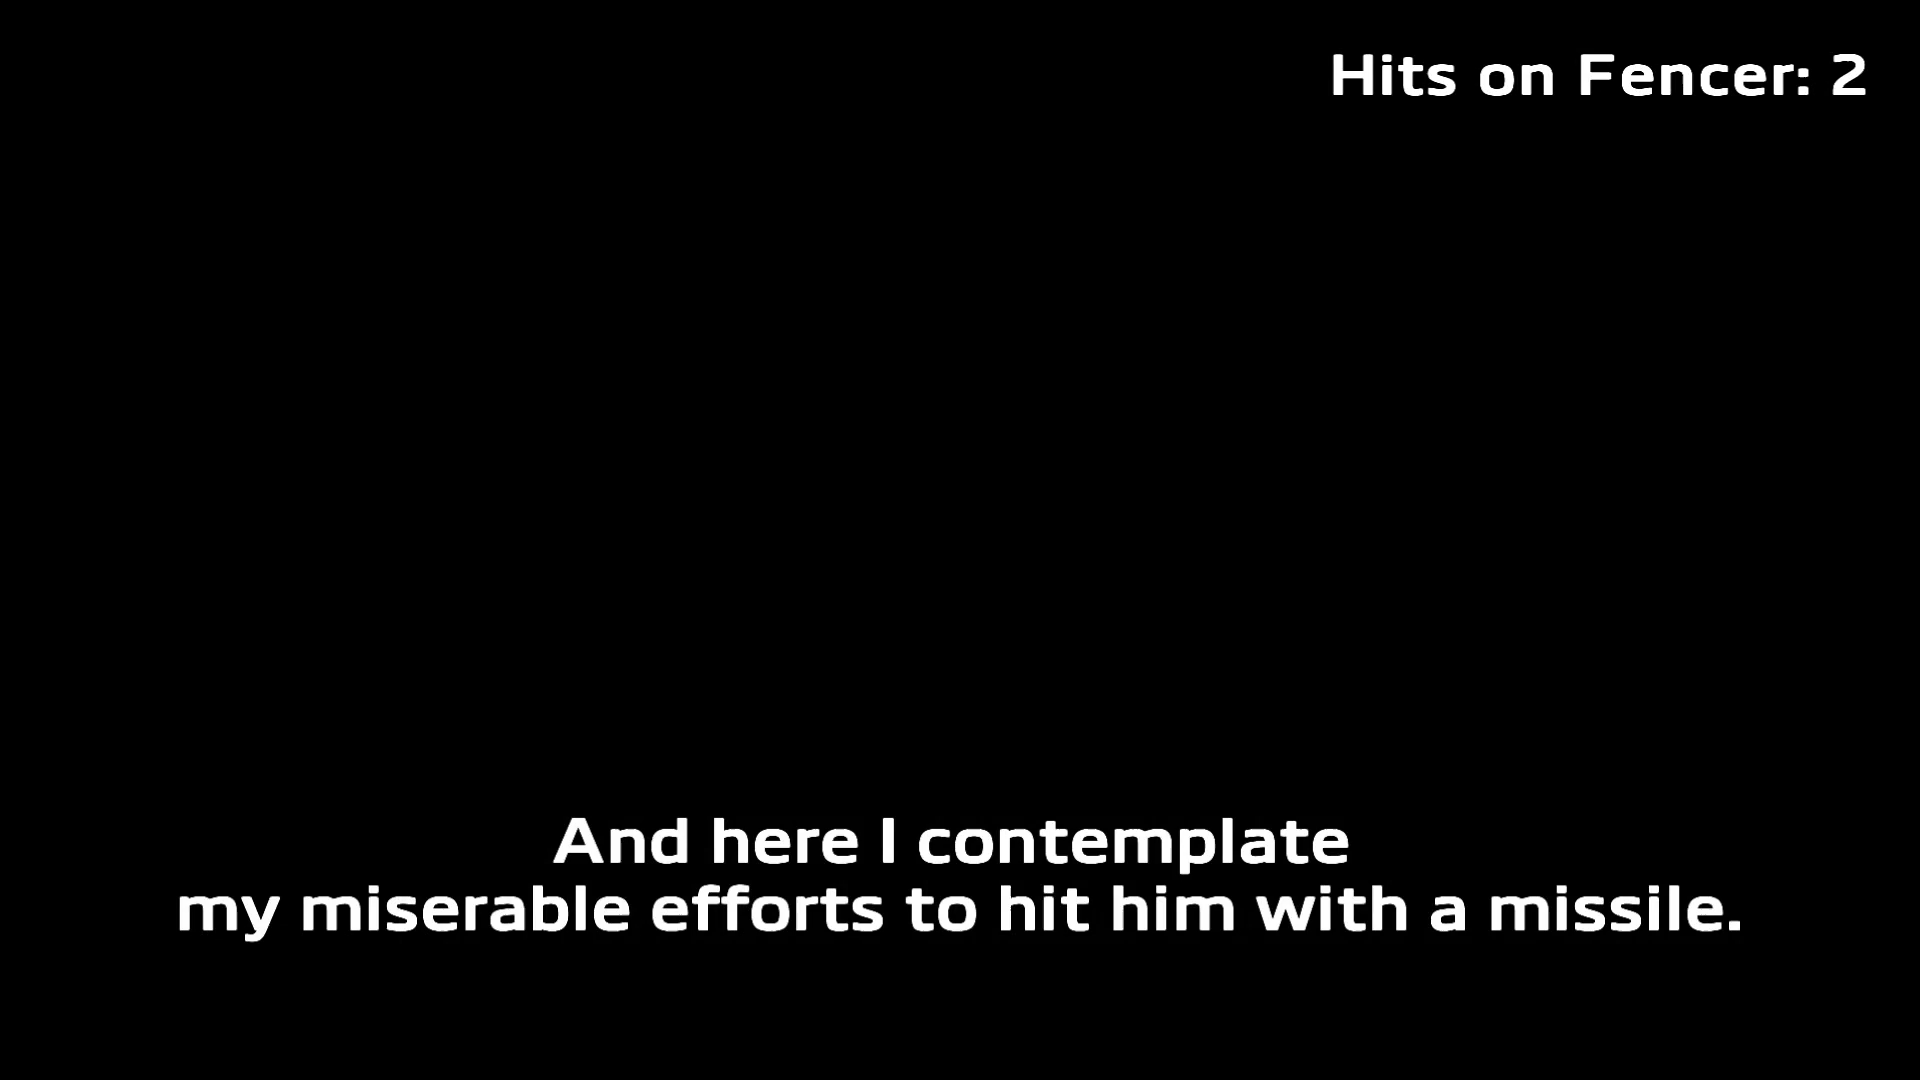 Hits on Fencer: 2
And here I contemplate
my miserable efforts to hit him with a missile.